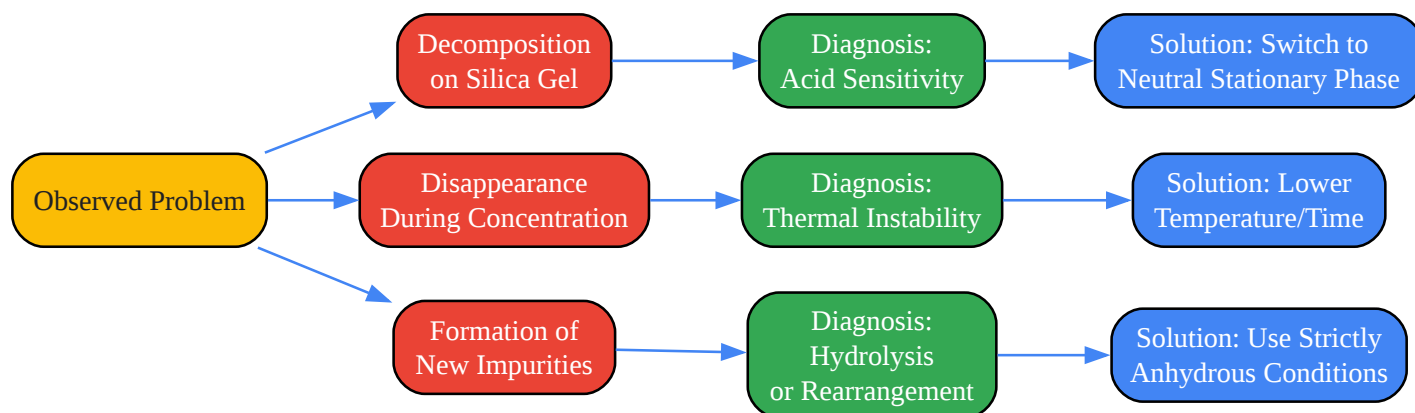 Observed Problem
Decomposition
on Silica Gel
Diagnosis:
Acid Sensitivity
Solution: Switch to
Neutral Stationary Phase
Disappearance
During Concentration
Diagnosis:
Thermal Instability
Solution: Lower
Temperature/Time
Formation of
New Impurities
Diagnosis:
Hydrolysis
or Rearrangement
Solution: Use Strictly
Anhydrous Conditions